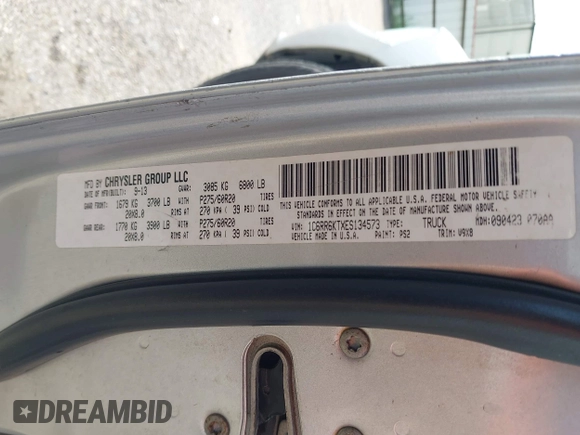 MFD BY CHRYSLER GROUP LLC
DATE OF MFR(BUILT): 9-13 GVWR: 3085 KG 6800 LB
GAWR FRONT: 1679 KG 3700 LB WITH P275/60R20 TIRES
20X8.0 RIMS AT 270 KPA ( 39 PSI) COLD
GAWR REAR: 1770 KG 3900 LB WITH P275/60R20 TIRES
20X8.0 RIMS AT 270 KPA ( 39 PSI) COLD
THIS VEHICLE CONFORMS TO ALL APPLICABLE U.S.A. FEDERAL MOTOR VEHICLE SAFETY
STANDARDS IN EFFECT ON THE DATE OF MANUFACTURE SHOWN ABOVE.
VIN: 1C6RR6KTXES134573 TYPE: TRUCK MDH:090423 070AA
VEHICLE MADE IN U.S.A. PAINT: PS2 TRIM: V9X8
DREAMBID